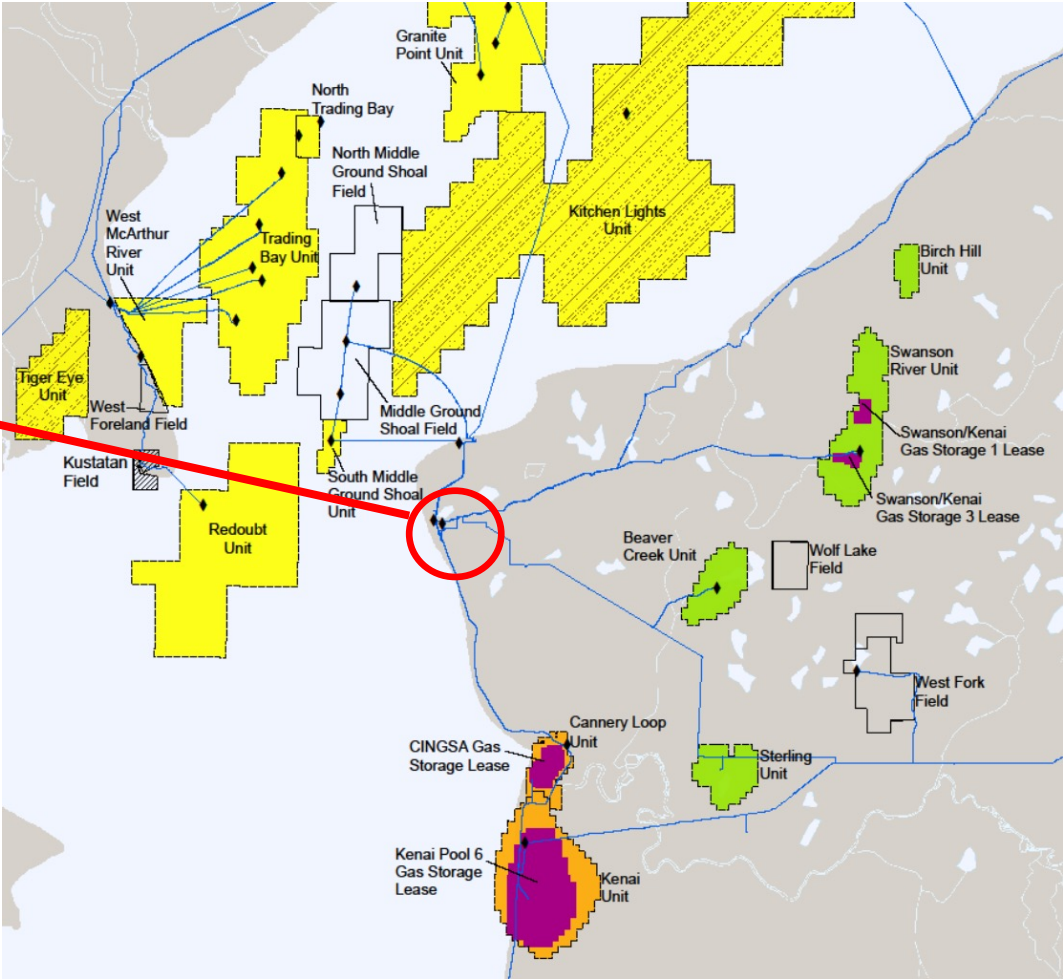 Granite
Point Unit
North
Trading Bay
North Middle
Ground Shoal
Field
West
McArthur
River
Unit
Trading
Bay Unit
Kitchen Lights
Unit
Birch Hill
Unit
Swanson
River Unit
Tiger Eye
Unit
West
Foreland Field
Middle Ground
Shoal Field
Swanson/Kenai
Gas Storage 1 Lease
Kustatan
Field
South Middle
Ground Shoal
Unit
Swanson/Kenai
Gas Storage 3 Lease
Redoubt
Unit
Beaver
Creek Unit
Wolf Lake
Field
West Fork
Field
Cannery Loop
Unit
CINGSA Gas
Storage Lease
Sterling
Unit
Kenai Pool 6
Gas Storage
Lease
Kenai
Unit